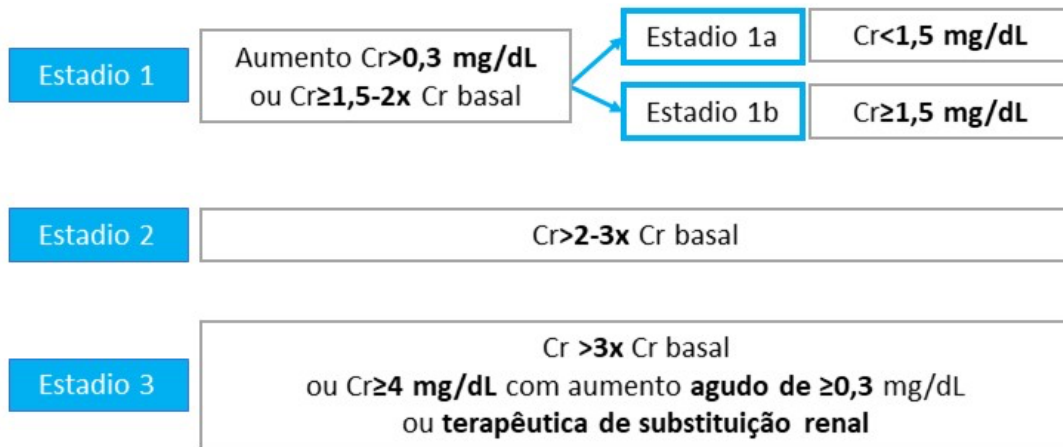 Estadio 1
Aumento Cr>0,3 mg/dL
ou Cr≥1,5-2x Cr basal
Estadio 1a
Cr<1,5 mg/dL
Estadio 1b
Cr≥1,5 mg/dL
Estadio 2
Cr>2-3x Cr basal
Estadio 3
Cr >3x Cr basal
ou Cr≥4 mg/dL com aumento agudo de ≥0,3 mg/dL
ou terapêutica de substituição renal